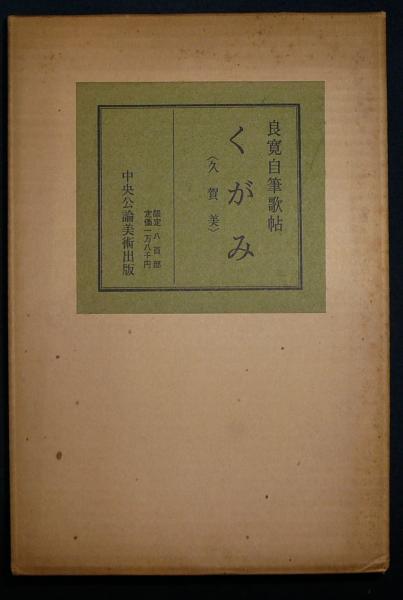 良寛自筆歌帖
くがみ
〈久賀美〉
限定八百部
定価一万八千円
中央公論美術出版